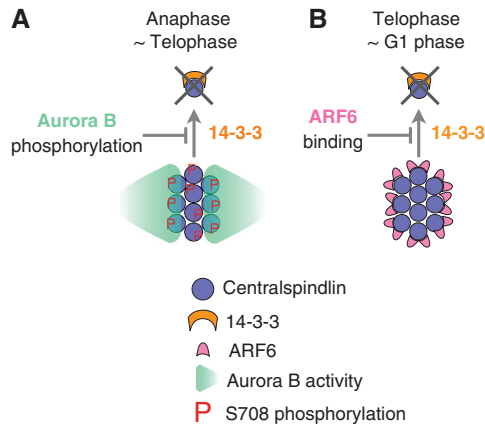 A
Anaphase
~ Telophase
Aurora B
phosphorylation
14-3-3
P
P
P
P
P
P
P
P
P
P
B
Telophase
~ G1 phase
ARF6
binding
14-3-3
Centralspindlin
14-3-3
ARF6
Aurora B activity
P S708 phosphorylation